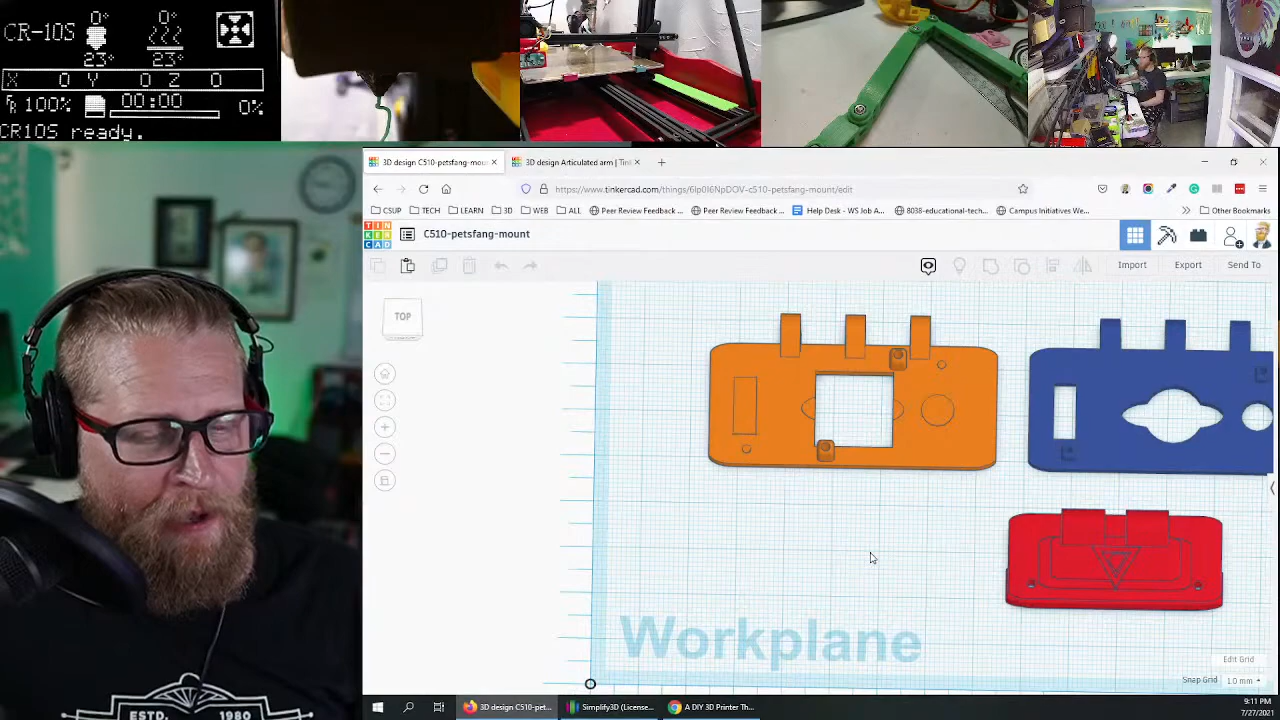 CR-10S
0° 0°
23° 23°
X 0 Y 0 Z 0
FR 100% 00:00 0%
CR10S ready.
3D design C510-petsfang-mou
3D design Articulated arm | Tin
https://www.tinkercad.com/things/6lp0I6NpDOV-c510-petsfang-mount/edit
CSUP TECH LEARN 3D WEB ALL Peer Review Feedback ... Peer Review Feedback ... Help Desk - WS Job A... 8038-educational-tech... Campus Initiatives We... Other Bookmarks
TIN
KER
CAD
C510-petsfang-mount
Import Export Send To
TOP
Workplane
Edit Grid
Snap Grid 1.0 mm
3D design C510-pet... Simplify3D (License... A DIY 3D Printer Th...
9:11 PM
7/27/2021
ESTD. 1980